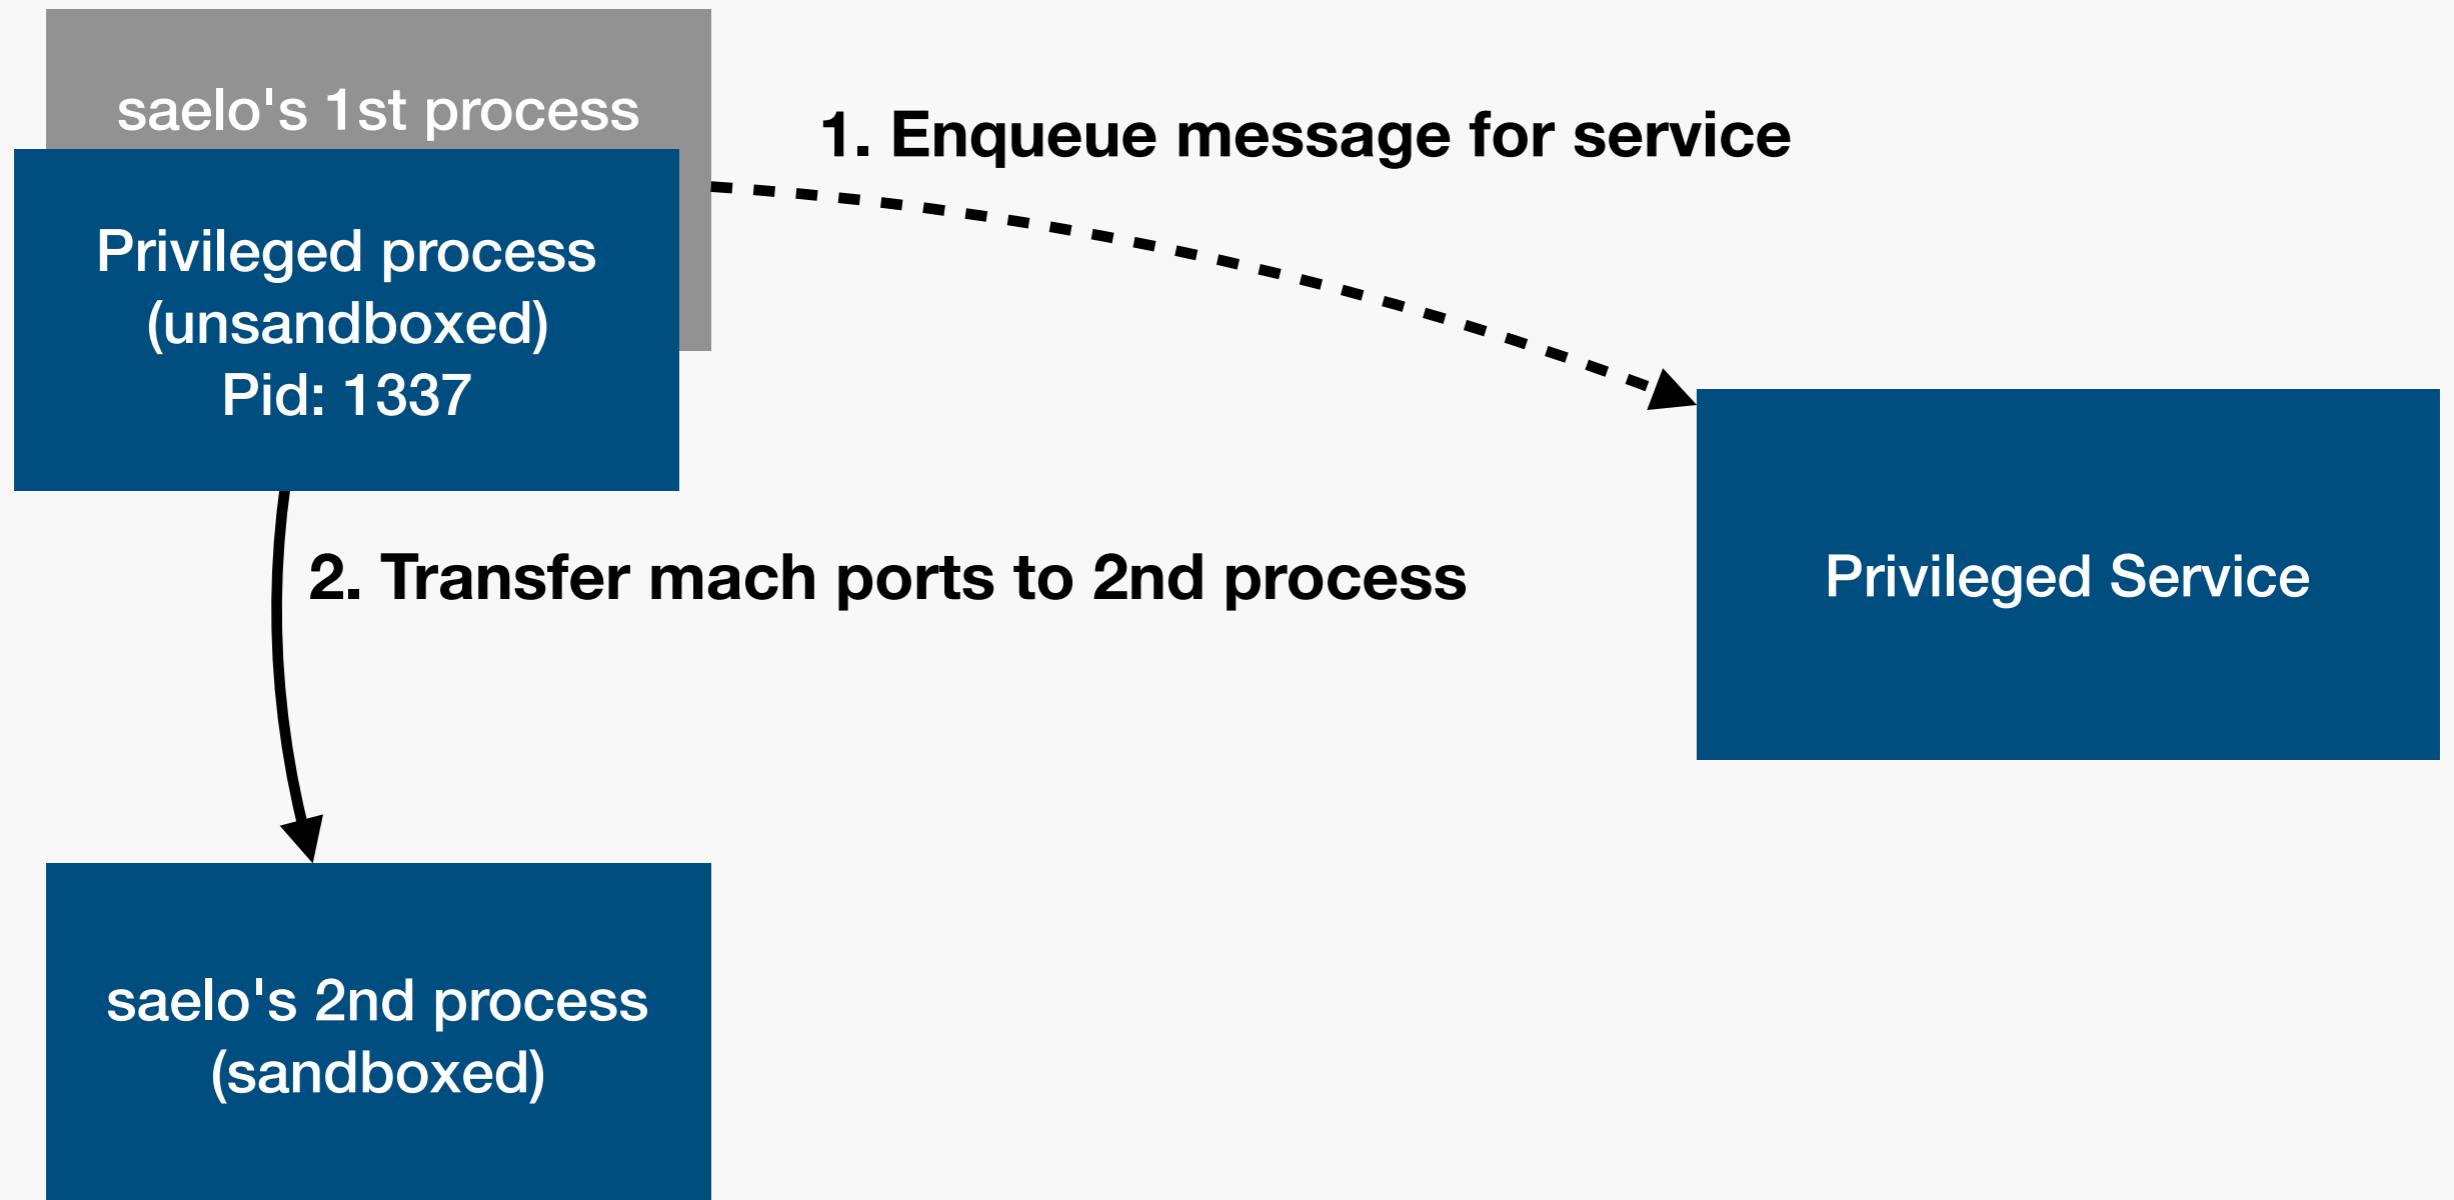 saelo's 1st process
1. Enqueue message for service
Privileged process
(unsandboxed)
Pid: 1337
2. Transfer mach ports to 2nd process
Privileged Service
saelo's 2nd process
(sandboxed)